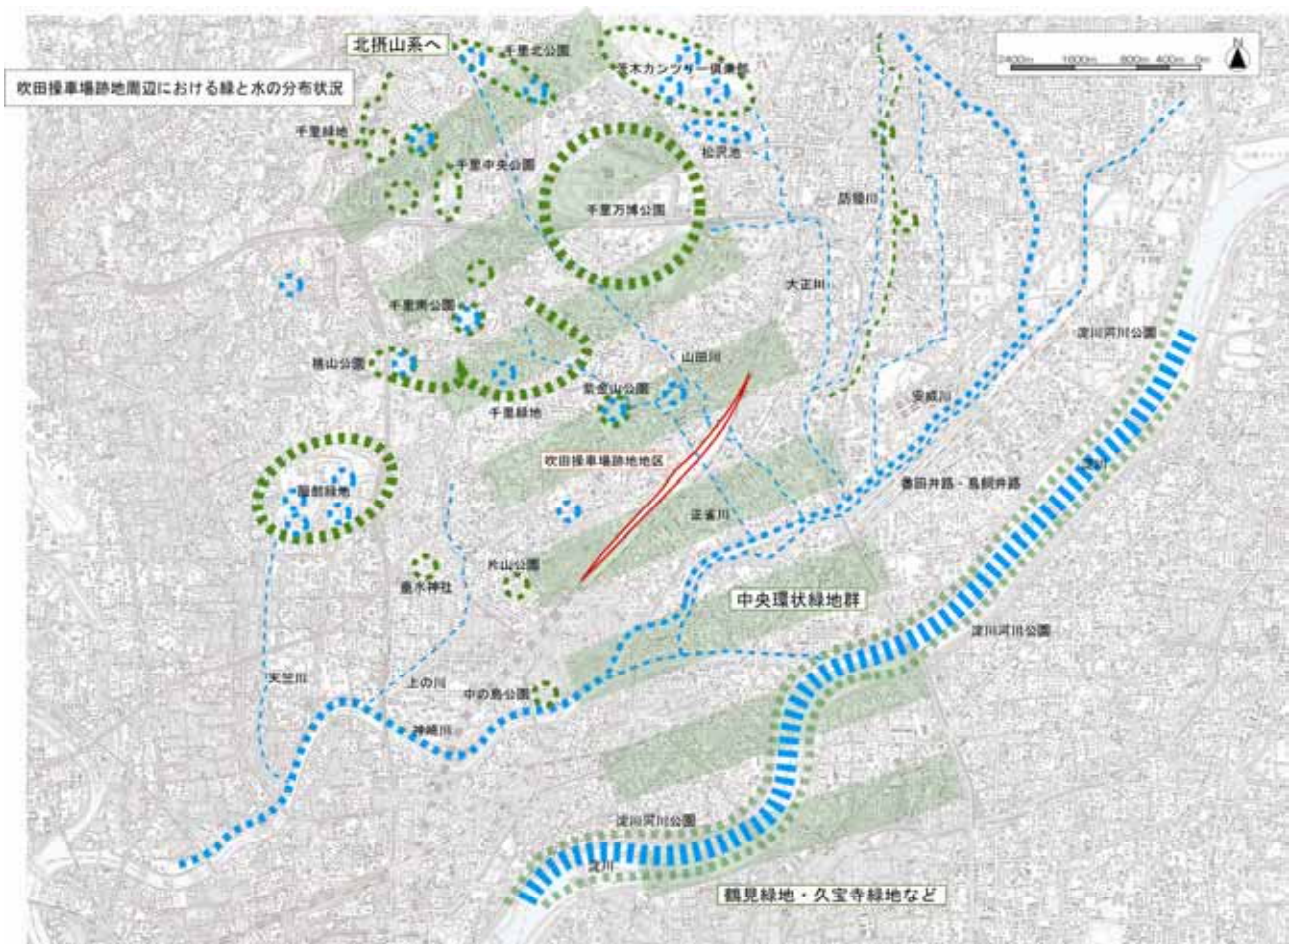 北摂山系へ
千里北公園
茨木カンツリー倶楽部
N
2400m 1600m 800m 400m 0m
吹田操車場跡地周辺における緑と水の分布状況
千里緑地
千里中央公園
松沢池
千里万博公園
大正川
千里南公園
淀川河川公園
桃山公園
山田川
紫金山公園
千里緑地
安威川
吹田操車場跡地地区
淀川
服部緑地
番田井路・鳥飼井路
正雀川
片山公園
垂水神社
中央環状緑地群
淀川河川公園
天竺川
上の川
中の島公園
神崎川
淀川河川公園
淀川
鶴見緑地・久宝寺緑地など